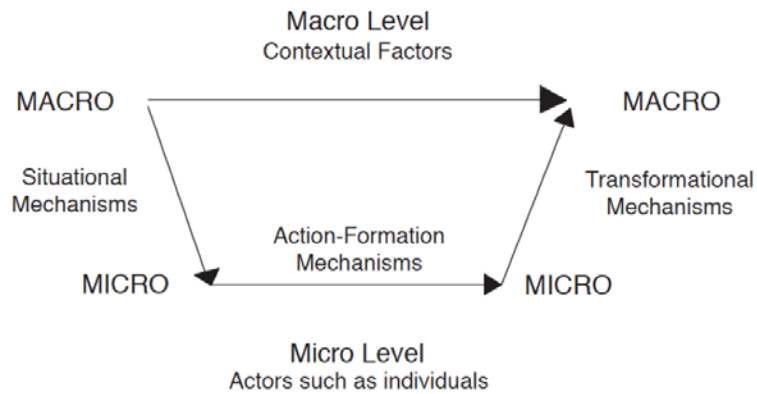 Macro Level
Contextual Factors
MACRO
MACRO
Situational
Mechanisms
Transformational
Mechanisms
Action-Formation
Mechanisms
MICRO
MICRO
Micro Level
Actors such as individuals